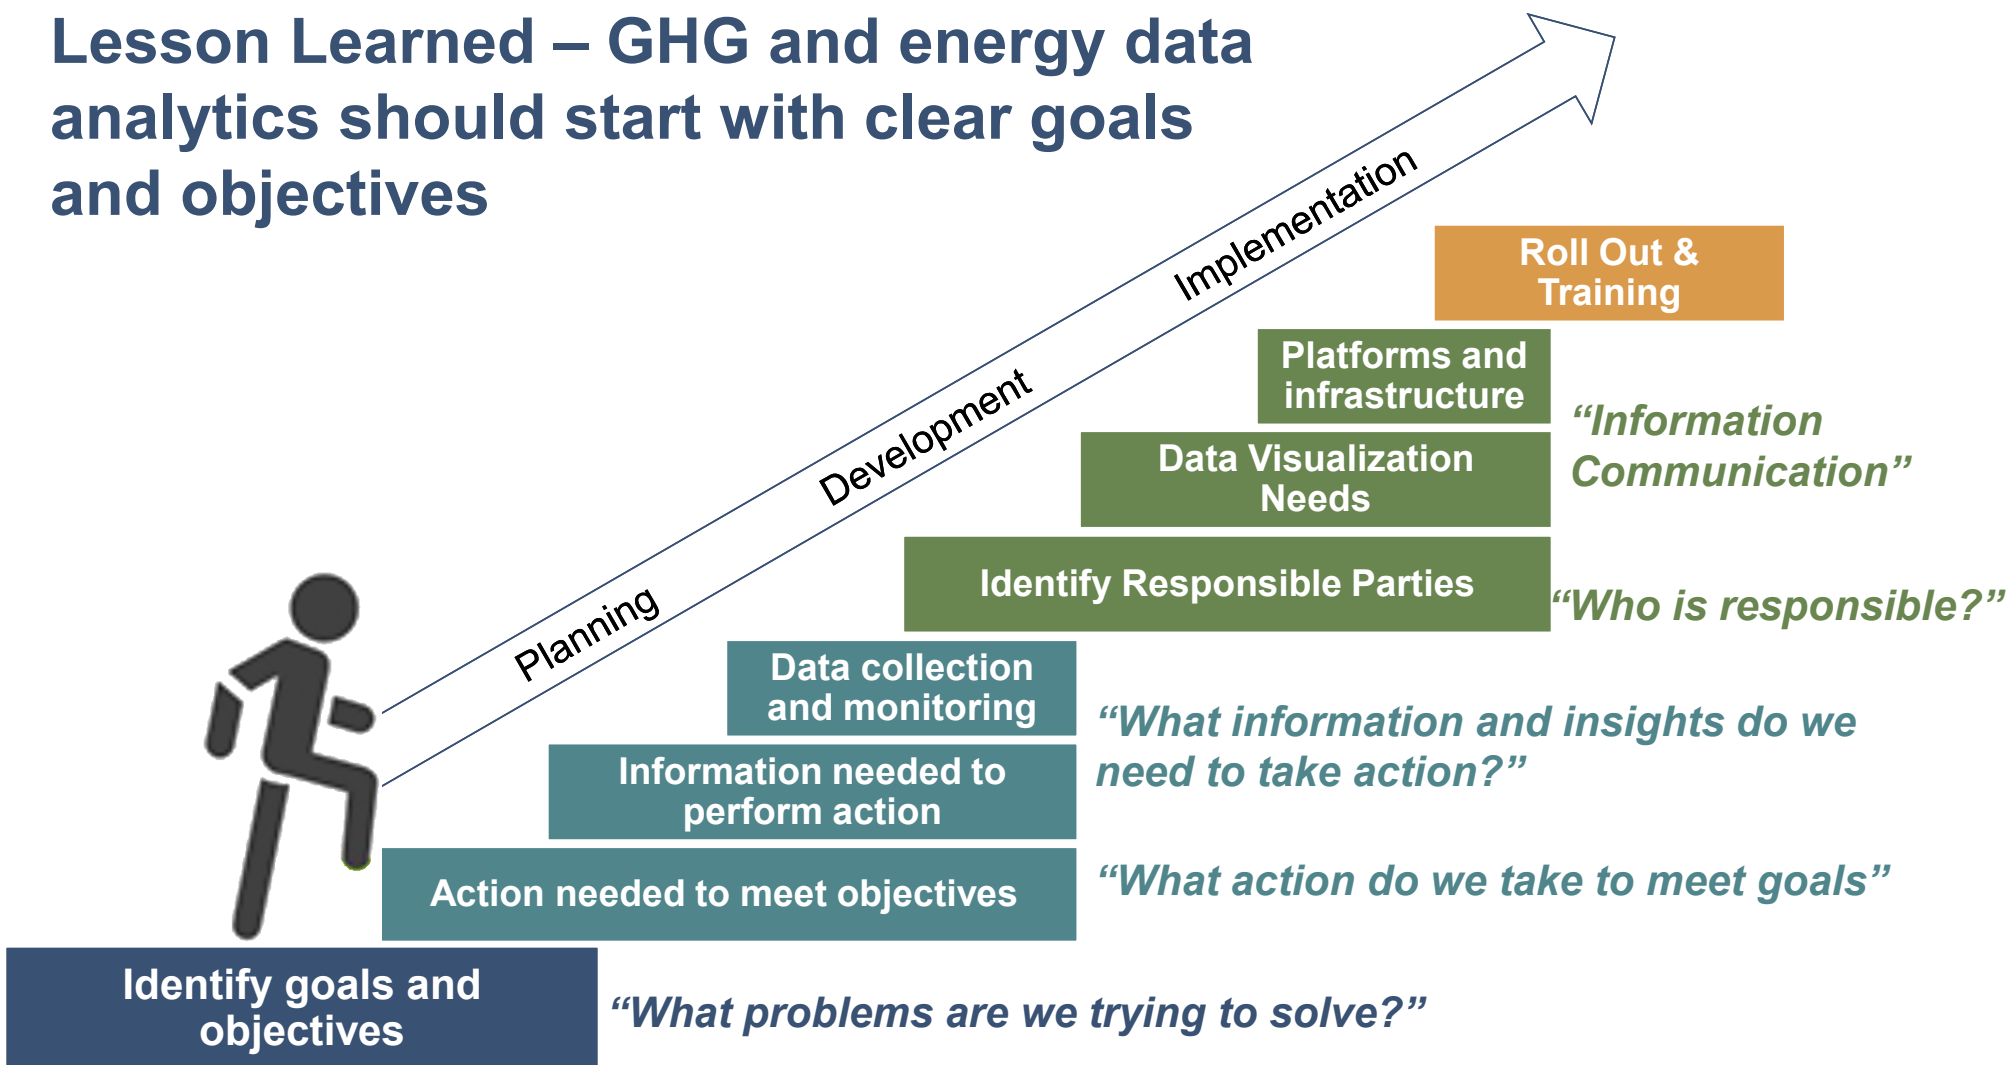 Lesson Learned – GHG and energy data
analytics should start with clear goals
and objectives
Implementation
Development
Planning
Roll Out &
Training
Platforms and
infrastructure
“Information
Communication”
Data Visualization
Needs
Identify Responsible Parties
“Who is responsible?”
Data collection
and monitoring
“What information and insights do we
need to take action?”
Information needed to
perform action
Action needed to meet objectives
“What action do we take to meet goals”
Identify goals and
objectives
“What problems are we trying to solve?”